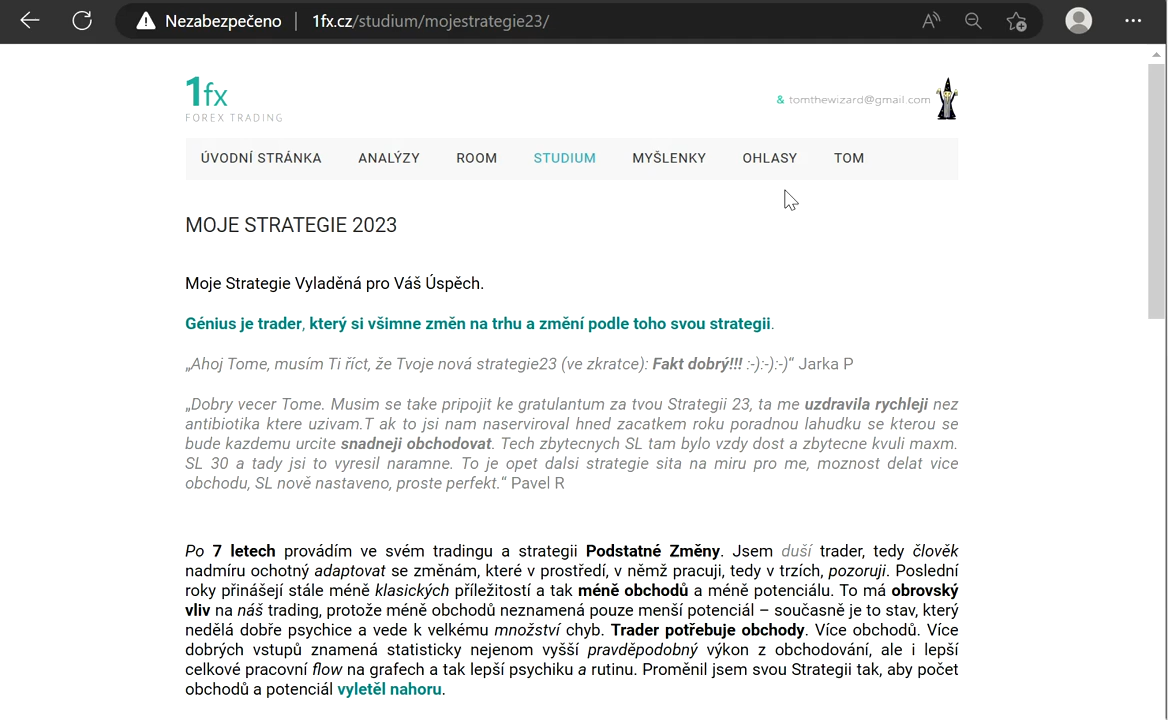 Nezabezpečeno | 1fx.cz/studium/mojestrategie23/
1fx
FOREX TRADING
& tomthewizard@gmail.com
ÚVODNÍ STRÁNKA ANALÝZY ROOM STUDIUM MYŠLENKY OHLASY TOM
MOJE STRATEGIE 2023
Moje Strategie Vyladěná pro Váš Úspěch.
Génius je trader, který si všimne změn na trhu a změní podle toho svou strategii.
„Ahoj Tome, musím Ti říct, že Tvoje nová strategie23 (ve zkratce): Fakt dobrý!!! :-):-):-)“ Jarka P
„Dobry vecer Tome. Musim se take pripojit ke gratulantum za tvou Strategii 23, ta me uzdravila rychleji nez
antibiotika ktere uzivam.T ak to jsi nam naserviroval hned zacatkem roku poradnou lahudku se kterou se
bude kazdemu urcite snadneji obchodovat. Tech zbytecnych SL tam bylo vzdy dost a zbytecne kvuli maxm.
SL 30 a tady jsi to vyresil naramne. To je opet dalsi strategie sita na miru pro me, moznost delat vice
obchodu, SL nově nastaveno, proste perfekt.“ Pavel R
Po 7 letech provádím ve svém tradingu a strategii Podstatné Změny. Jsem duší trader, tedy člověk
nadmíru ochotný adaptovat se změnám, které v prostředí, v němž pracuji, tedy v trzích, pozoruji. Poslední
roky přinášejí stále méně klasických příležitostí a tak méně obchodů a méně potenciálu. To má obrovský
vliv na náš trading, protože méně obchodů neznamená pouze menší potenciál – současně je to stav, který
nedělá dobře psychice a vede k velkému množství chyb. Trader potřebuje obchody. Více obchodů. Více
dobrých vstupů znamená statisticky nejenom vyšší pravděpodobný výkon z obchodování, ale i lepší
celkové pracovní flow na grafech a tak lepší psychiku a rutinu. Proměnil jsem svou Strategii tak, aby počet
obchodů a potenciál vyletěl nahoru.